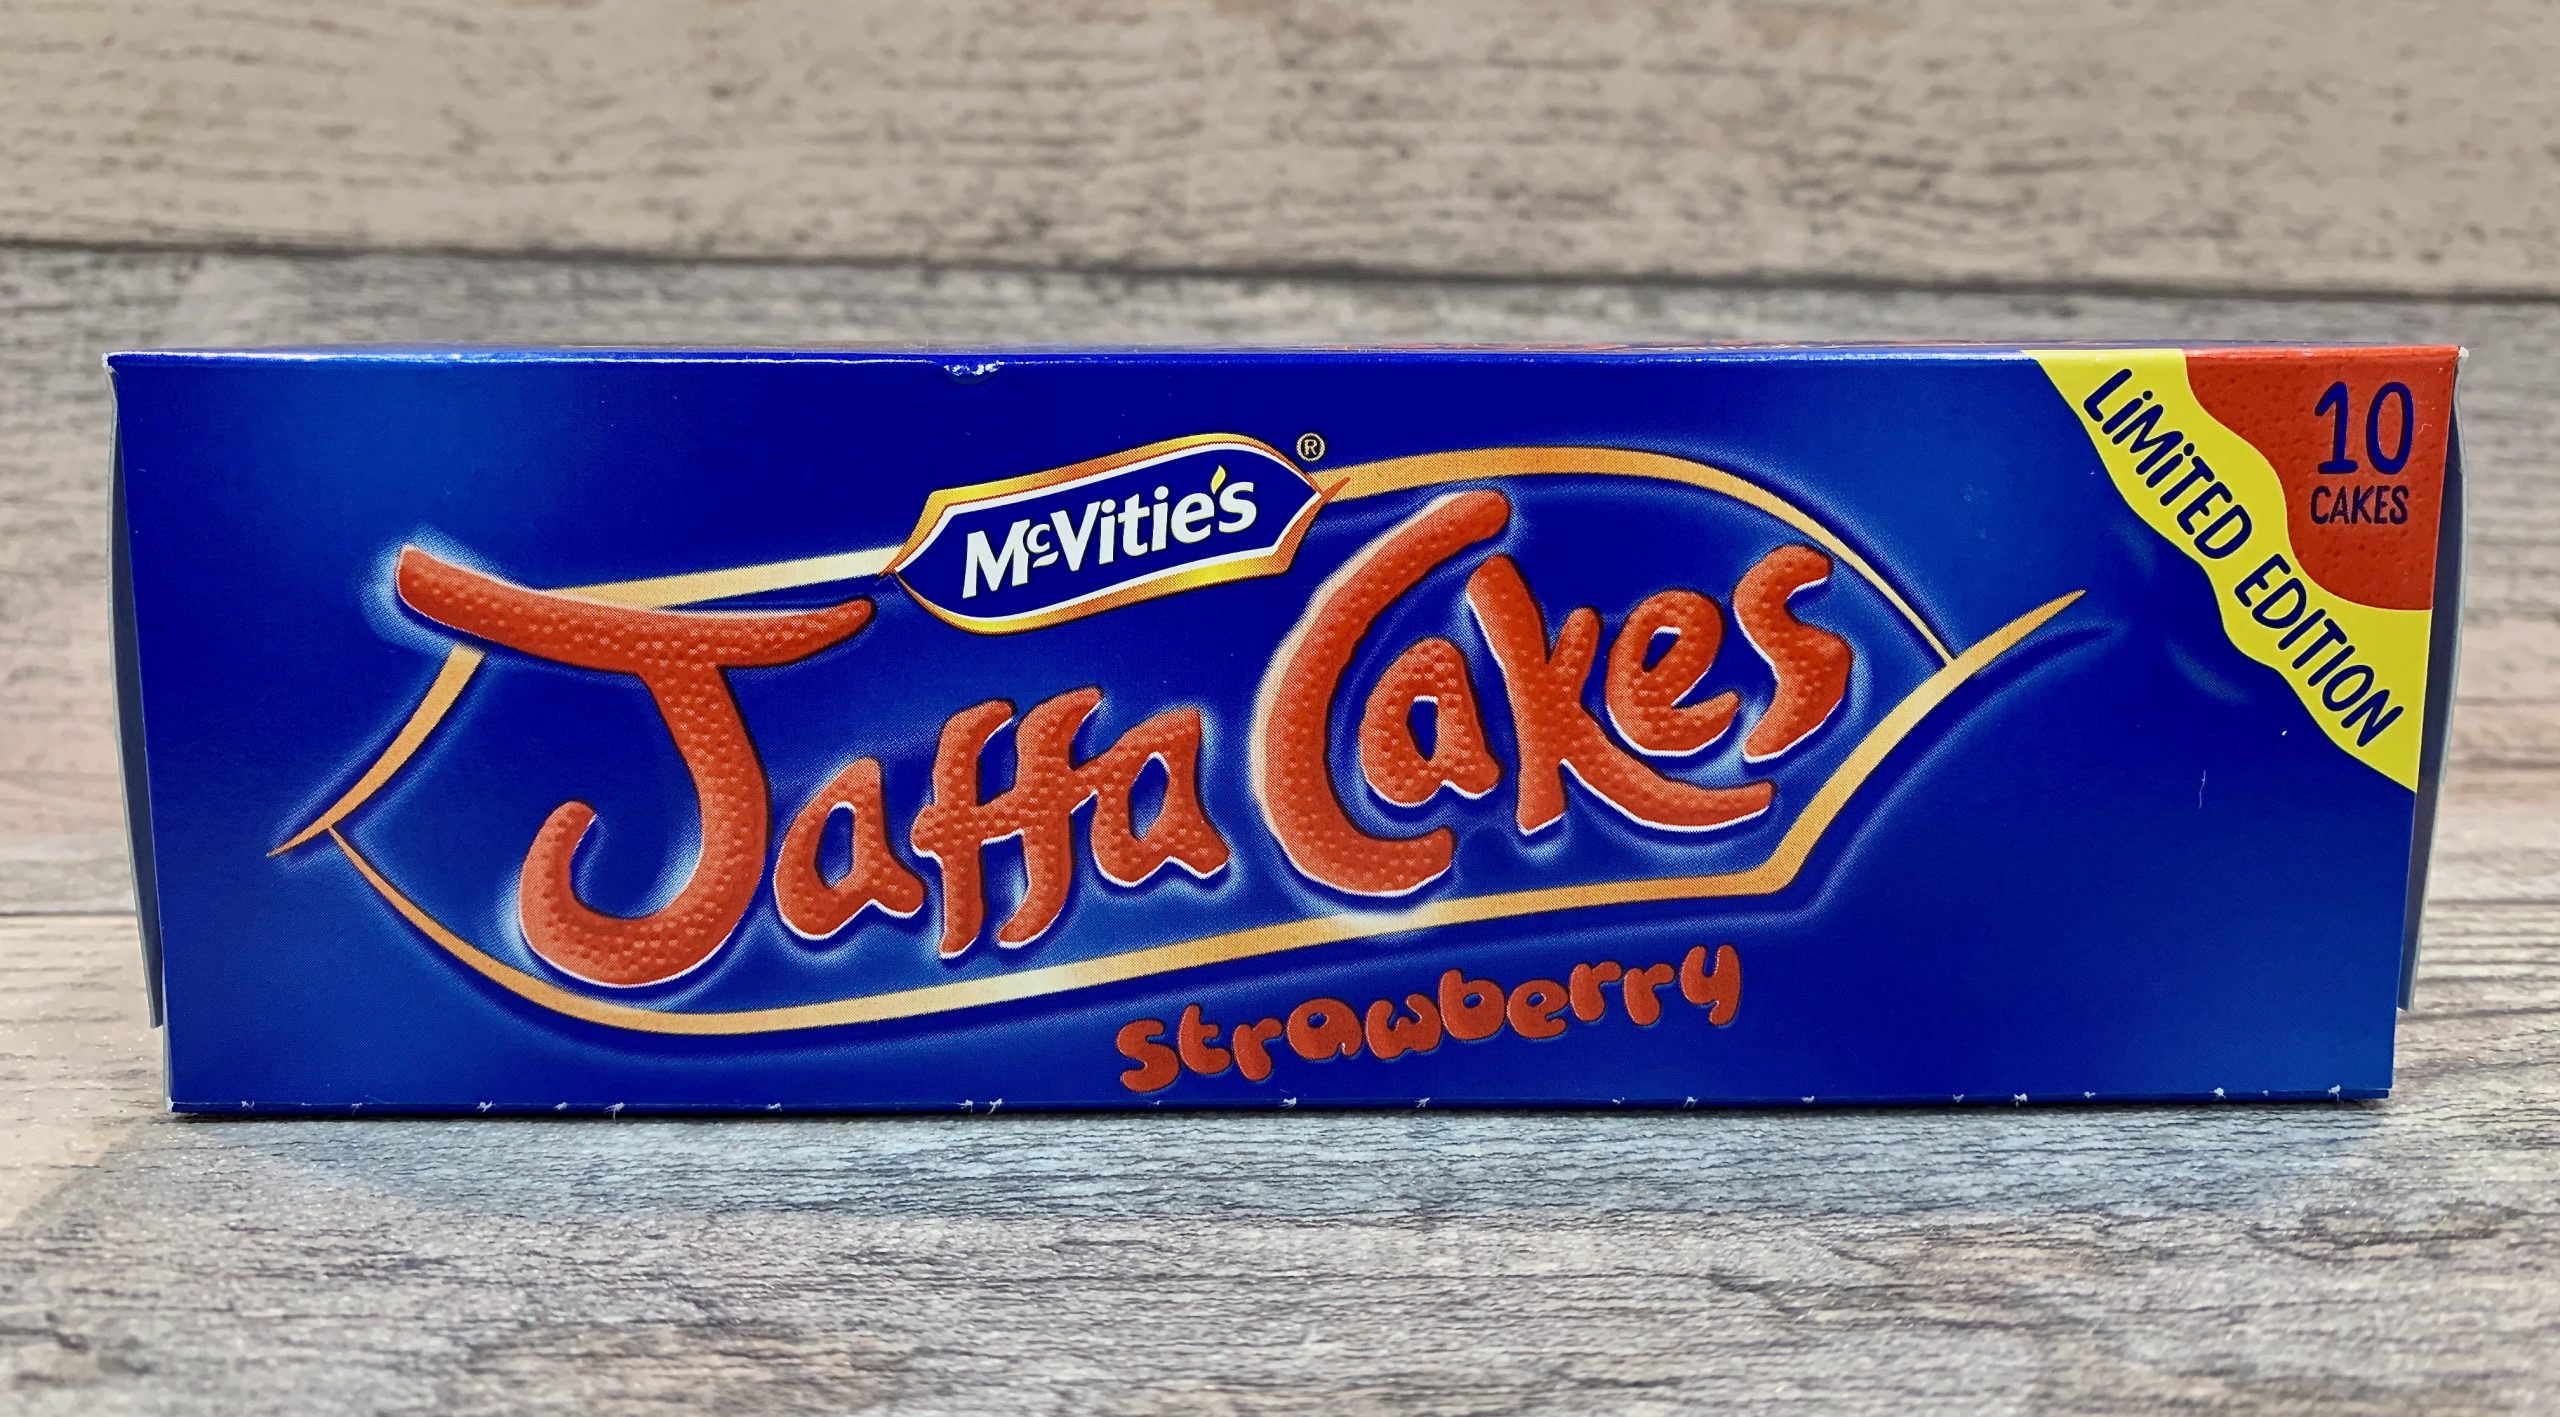 McVitie's ®
Jaffa Cakes
strawberry
LiMiTED EDITION
10
CAKES